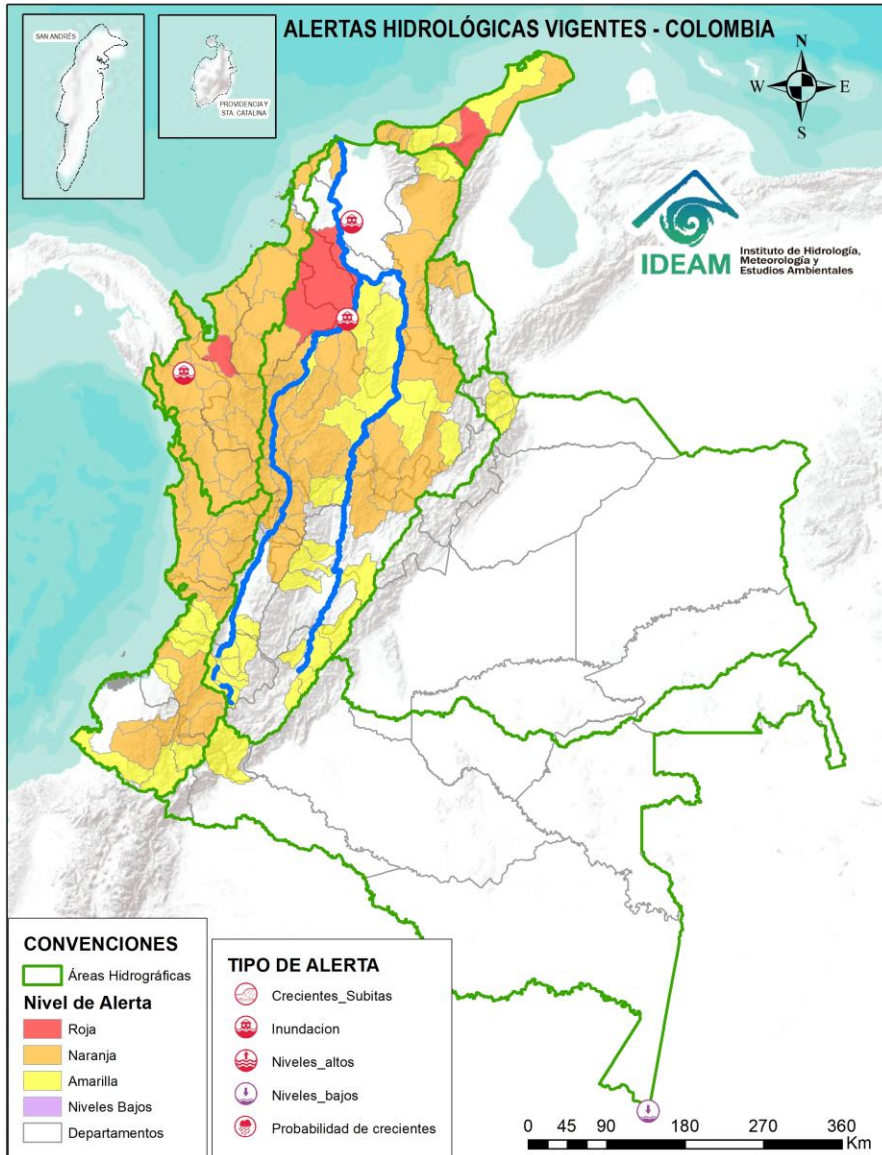 ALERTAS HIDROLÓGICAS VIGENTES - COLOMBIA
SAN ANDRÉS
PROVIDENCIA Y
STA. CATALINA
N
W
E
S
IDEAM
Instituto de Hidrología,
Meteorología y
Estudios Ambientales
CONVENCIONES
Áreas Hidrográficas
Nivel de Alerta
Roja
Naranja
Amarilla
Niveles Bajos
Departamentos
TIPO DE ALERTA
Crecientes_Subitas
Inundacion
Niveles_altos
Niveles_bajos
Probabilidad de crecientes
0 45 90 180 270 360
Km